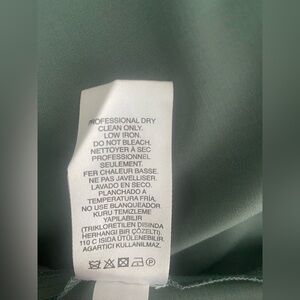 PROFESSIONAL DRY
CLEAN ONLY.
LOW IRON.
DO NOT BLEACH.
NETTOYER À SEC
PROFESSIONNEL
SEULEMENT.
FER CHALEUR BASSE.
NE PAS JAVELLISER.
LAVADO EN SECO.
PLANCHADO A
TEMPERATURA FRÍA.
NO USE BLANQUEADOR.
KURU TEMIZLEME
YAPILABILIR
(TRIKLORETILEN DISINDA
HERHANGI BIR ÇÖZELTI).
110 C ISIDA ÜTÜLENEBILIR.
AGARTICI KULLANILMAZ.